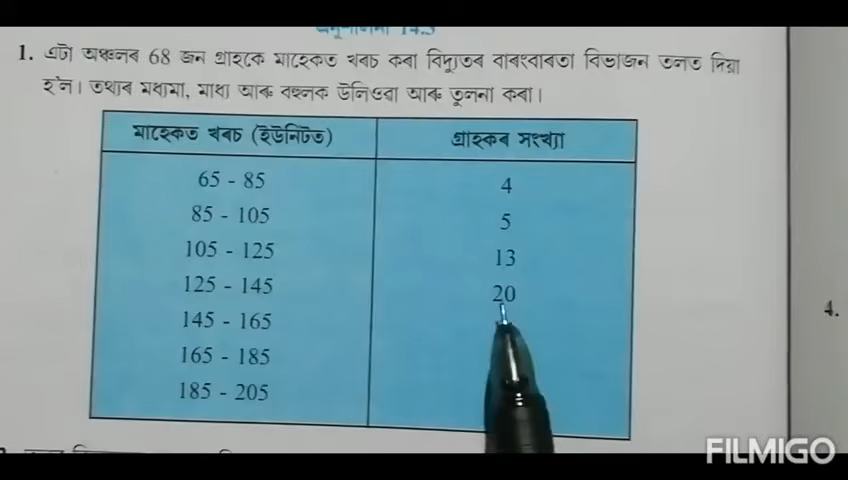 1. এটা অঞ্চলৰ 68 জন গ্ৰাহকে মাহেকত খৰচ কৰা বিদ্যুতৰ বাৰংবাৰতা বিভাজন তলত দিয়া
হ'ল। তথ্যৰ মধ্যমা, মাধ্য আৰু বহুলক উলিওৱা আৰু তুলনা কৰা।
মাহেকত খৰচ (ইউনিটত) গ্ৰাহকৰ সংখ্যা
65 - 85 4
85 - 105 5
105 - 125 13
125 - 145 20
145 - 165
165 - 185
185 - 205
4.
FILMIGO